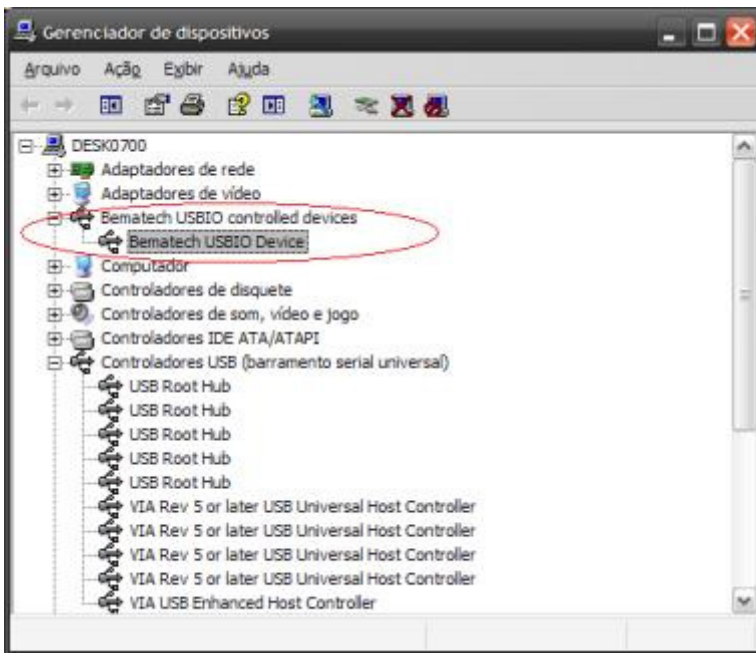 Gerenciador de dispositivos
Arquivo Ação Exibir Ajuda
DESK0700
Adaptadores de rede
Adaptadores de vídeo
Bematech USBIO controlled devices
Bematech USBIO Device
Computador
Controladores de disquete
Controladores de som, vídeo e jogo
Controladores IDE ATA/ATAPI
Controladores USB (barramento serial universal)
USB Root Hub
USB Root Hub
USB Root Hub
USB Root Hub
USB Root Hub
VIA Rev 5 or later USB Universal Host Controller
VIA Rev 5 or later USB Universal Host Controller
VIA Rev 5 or later USB Universal Host Controller
VIA Rev 5 or later USB Universal Host Controller
VIA USB Enhanced Host Controller